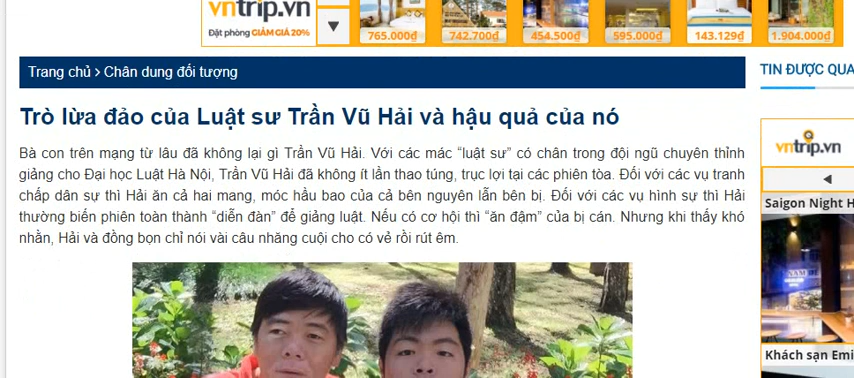 vntrip.vn
Đặt phòng GIẢM GIÁ 20%
765.000₫
742.700₫
454.500₫
595.000₫
143.129₫
1.904.000₫
Trang chủ > Chân dung đối tượng
TIN ĐƯỢC QUA
Trò lừa đảo của Luật sư Trần Vũ Hải và hậu quả của nó
Bà con trên mạng từ lâu đã không lại gì Trần Vũ Hải. Với các mác “luật sư” có chân trong đội ngũ chuyên thỉnh
giảng cho Đại học Luật Hà Nội, Trần Vũ Hải đã không ít lần thao túng, trục lợi tại các phiên tòa. Đối với các vụ tranh
chấp dân sự thì Hải ăn cả hai mang, móc hầu bao của cả bên nguyên lẫn bên bị. Đối với các vụ hình sự thì Hải
thường biến phiên toàn thành “diễn đàn” để giảng luật. Nếu có cơ hội thì “ăn đậm” của bị cán. Nhưng khi thấy khó
nhằn, Hải và đồng bọn chỉ nói vài câu nhăng cuội cho có vẻ rồi rút êm.
vntrip.vn
Saigon Night H
Khách sạn Emi